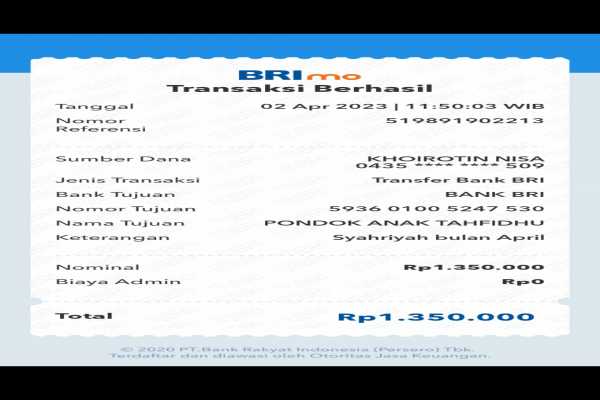 BRImo
Transaksi Berhasil
Tanggal 02 Apr 2023 | 11:50:03 WIB
Nomor Referensi 519891902213
Sumber Dana KHOIROTIN NISA
0435 **** **** 509
Jenis Transaksi Transfer Bank BRI
Bank Tujuan BANK BRI
Nomor Tujuan 5936 0100 5247 530
Nama Tujuan PONDOK ANAK TAHFIDHU
Keterangan Syahriyah bulan April
Nominal Rp1.350.000
Biaya Admin Rp0
Total Rp1.350.000
© 2020 PT.Bank Rakyat Indonesia (Persero) Tbk.
Terdaftar dan diawasi oleh Otoritas Jasa Keuangan.